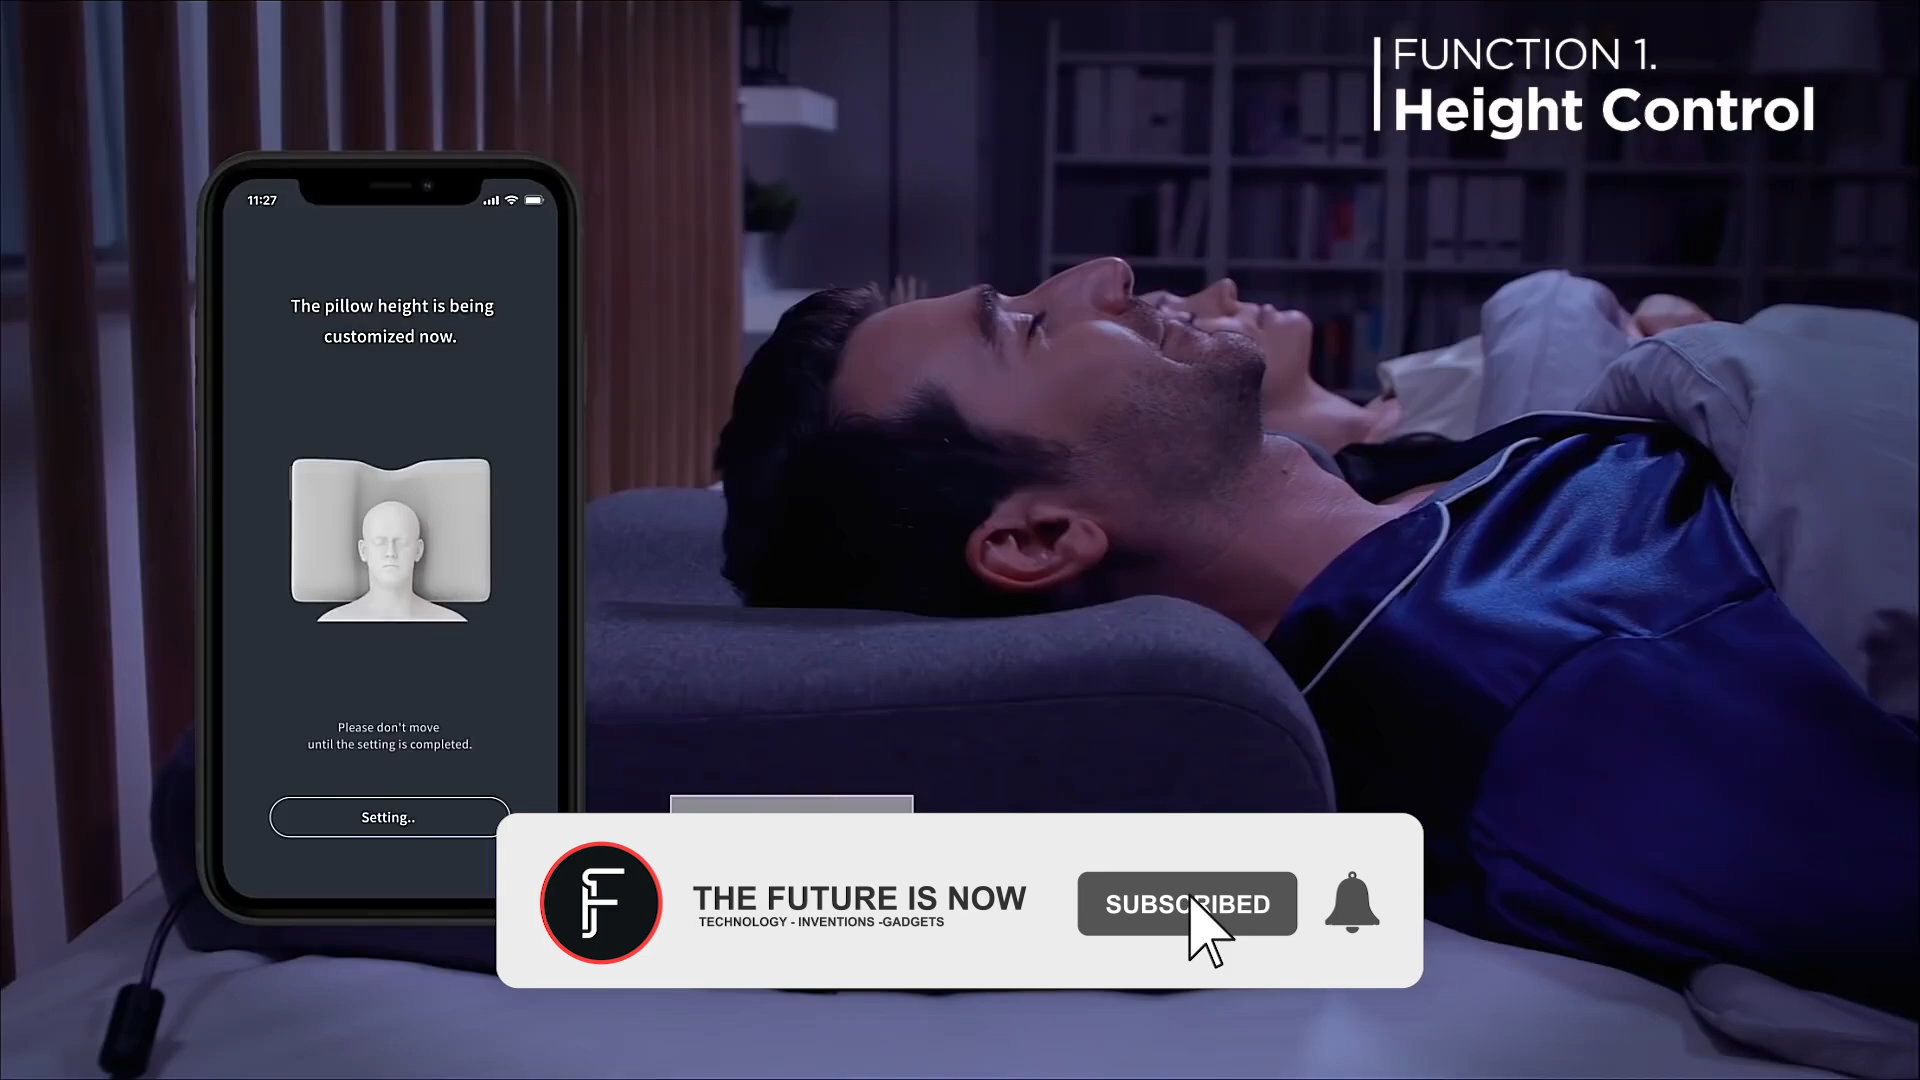 FUNCTION 1.
Height Control
11:27
The pillow height is being
customized now.
Please don't move
until the setting is completed.
Setting..
THE FUTURE IS NOW
TECHNOLOGY - INVENTIONS -GADGETS
SUBSCRIBED